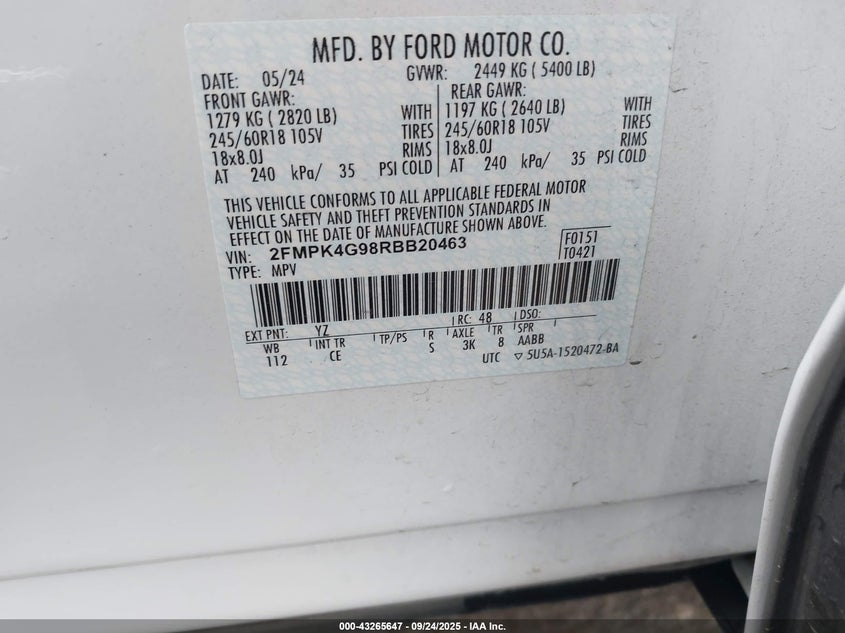 MFD. BY FORD MOTOR CO.
DATE: 05/24 GVWR: 2449 KG ( 5400 LB)
FRONT GAWR: REAR GAWR:
1279 KG ( 2820 LB) WITH 1197 KG ( 2640 LB) WITH
245/60R18 105V TIRES 245/60R18 105V TIRES
18x8.0J RIMS 18x8.0J RIMS
AT 240 kPa/ 35 PSI COLD AT 240 kPa/ 35 PSI COLD
THIS VEHICLE CONFORMS TO ALL APPLICABLE FEDERAL MOTOR
VEHICLE SAFETY AND THEFT PREVENTION STANDARDS IN
EFFECT ON THE DATE OF MANUFACTURE SHOWN ABOVE.
VIN: 2FMPK4G98RBB20463 F0151
TYPE: MPV T0421
EXT PNT: YZ RC: 48 DSO:
WB INT TR TP/PS R AXLE TR SPR
112 CE S 3K 8 AABB
UTC ▽ 5U5A-1520472-BA
000-43265647 - 09/24/2025 - IAA Inc.